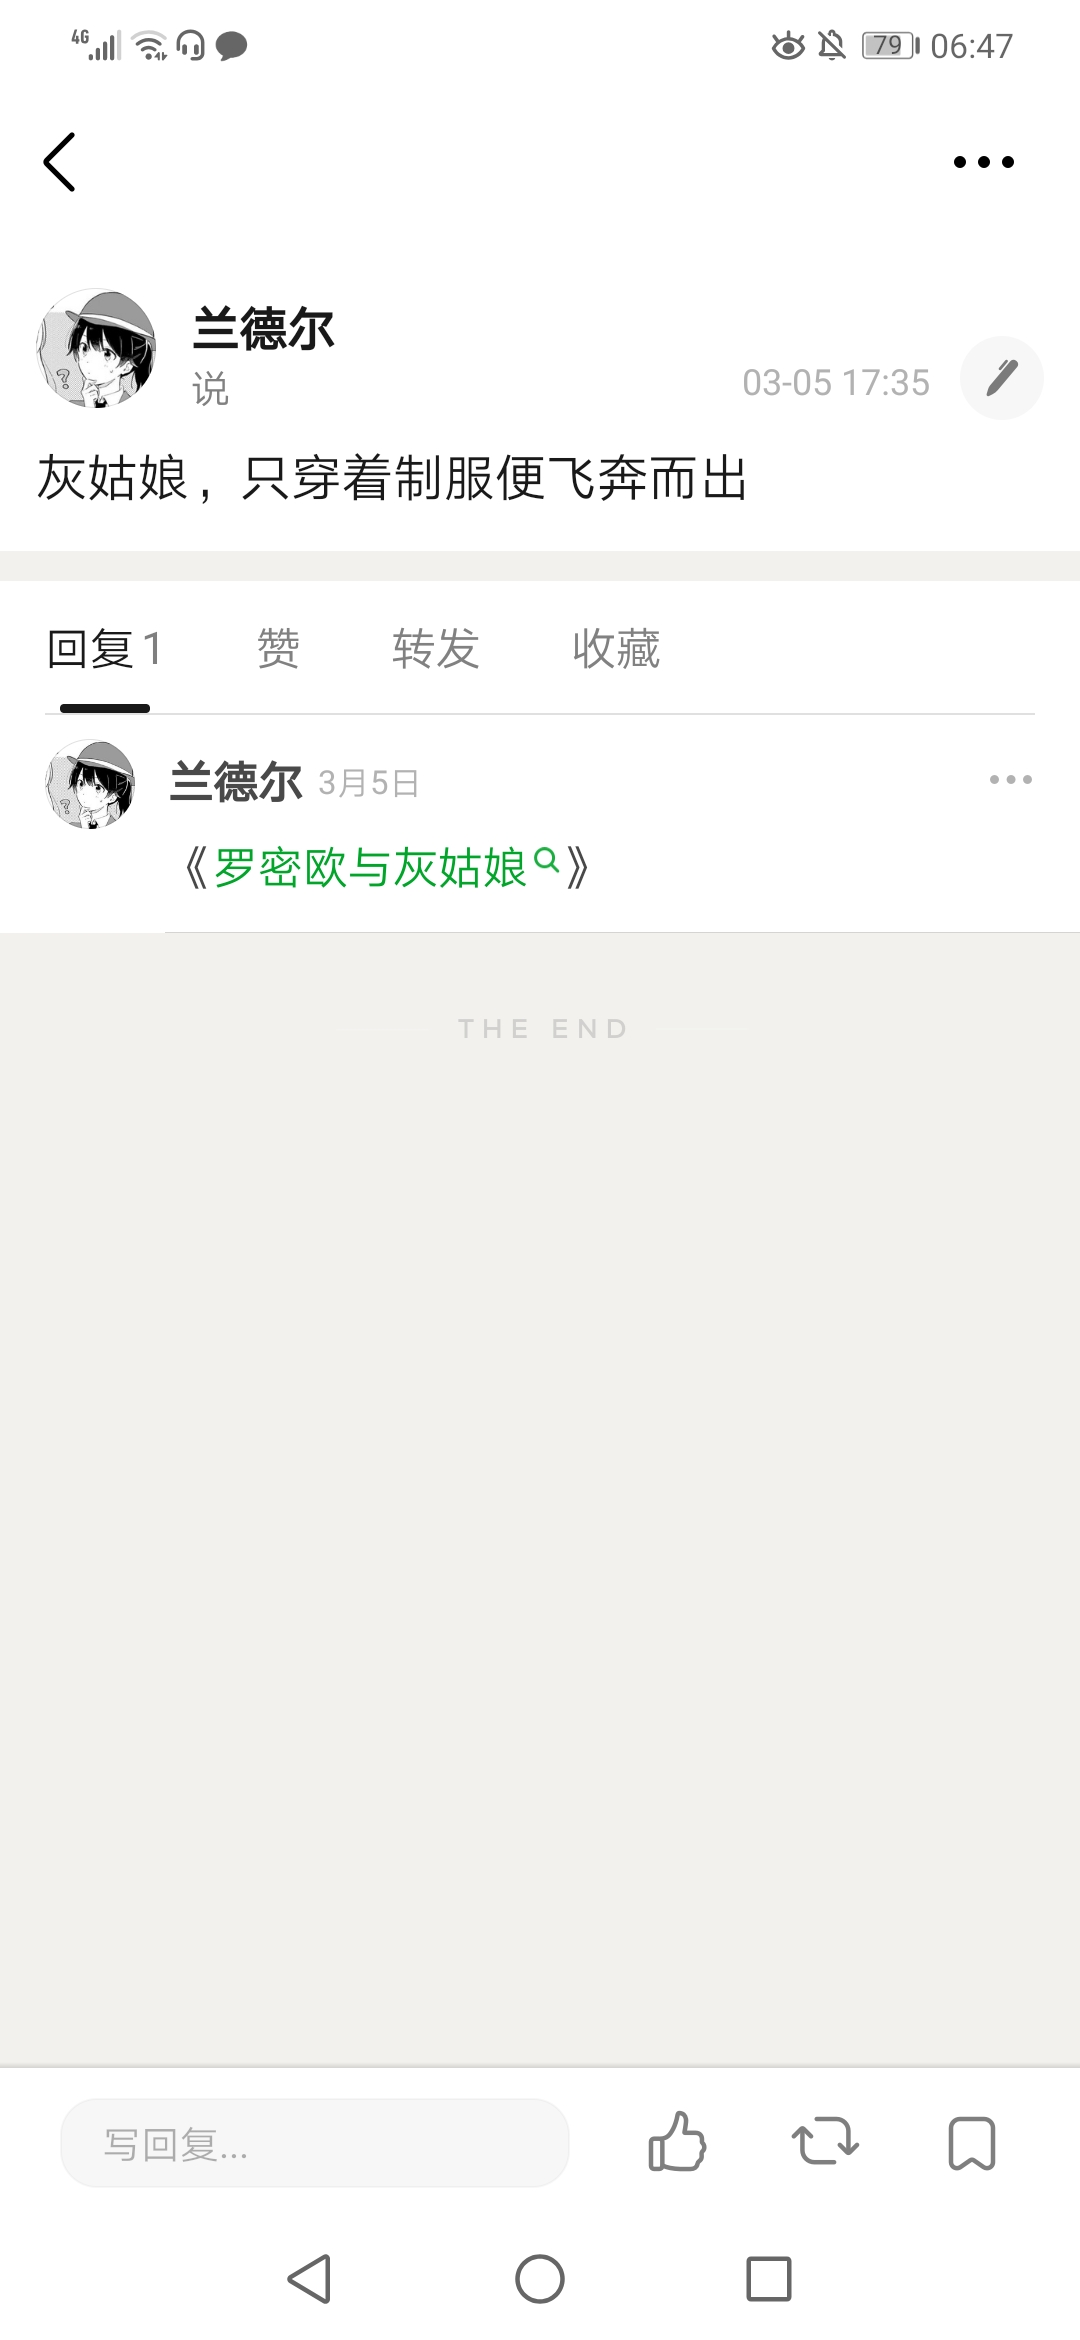 4G 79 06:47
兰德尔
说 03-05 17:35
灰姑娘，只穿着制服便飞奔而出
回复 1 赞 转发 收藏
兰德尔 3月5日
《罗密欧与灰姑娘》
THE END
写回复...